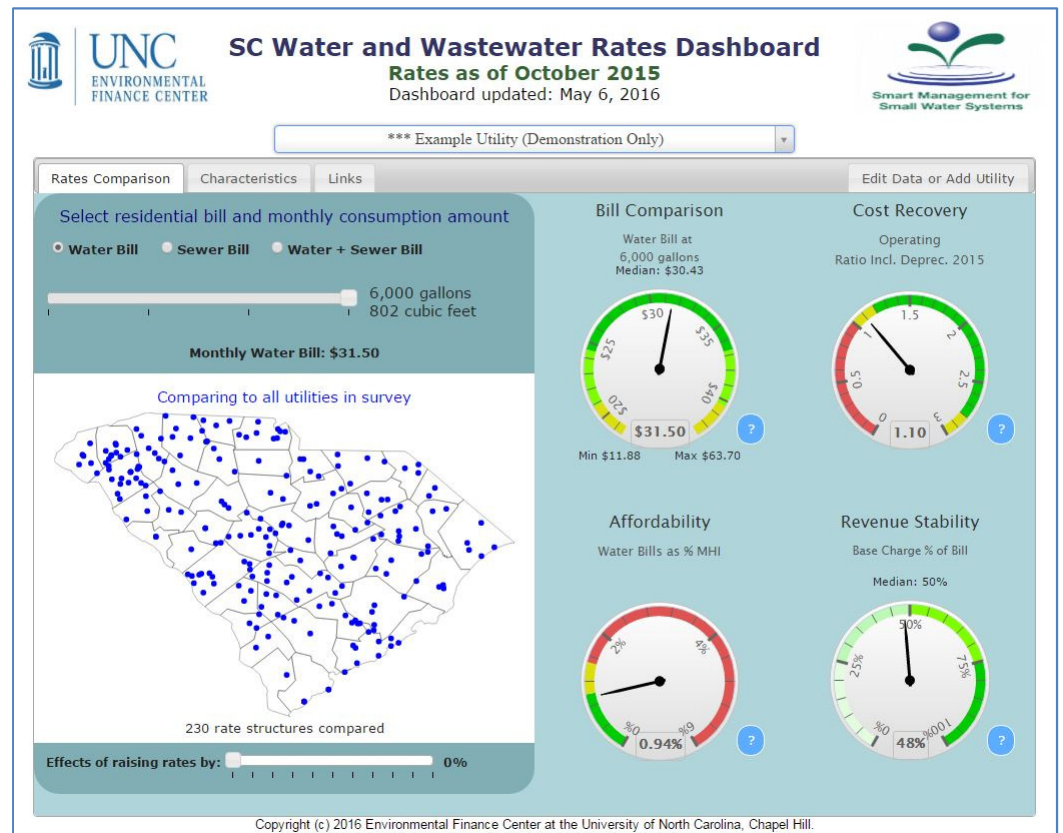 UNC
ENVIRONMENTAL
FINANCE CENTER
SC Water and Wastewater Rates Dashboard
Rates as of October 2015
Dashboard updated: May 6, 2016
Smart Management for
Small Water Systems
*** Example Utility (Demonstration Only)
Rates Comparison
Characteristics
Links
Edit Data or Add Utility
Select residential bill and monthly consumption amount
Water Bill
Sewer Bill
Water + Sewer Bill
6,000 gallons
802 cubic feet
Monthly Water Bill: $31.50
Comparing to all utilities in survey
230 rate structures compared
Effects of raising rates by:
0%
Bill Comparison
Water Bill at
6,000 gallons
Median: $30.43
$20
$25
$30
$35
$40
$31.50
?
Min $11.88
Max $63.70
Cost Recovery
Operating
Ratio Incl. Deprec. 2015
0
0.5
1
1.5
2
2.5
3
1.10
?
Affordability
Water Bills as % MHI
0%
2%
4%
6%
0.94%
?
Revenue Stability
Base Charge % of Bill
Median: 50%
0%
25%
50%
75%
100%
48%
?
Copyright (c) 2016 Environmental Finance Center at the University of North Carolina, Chapel Hill.